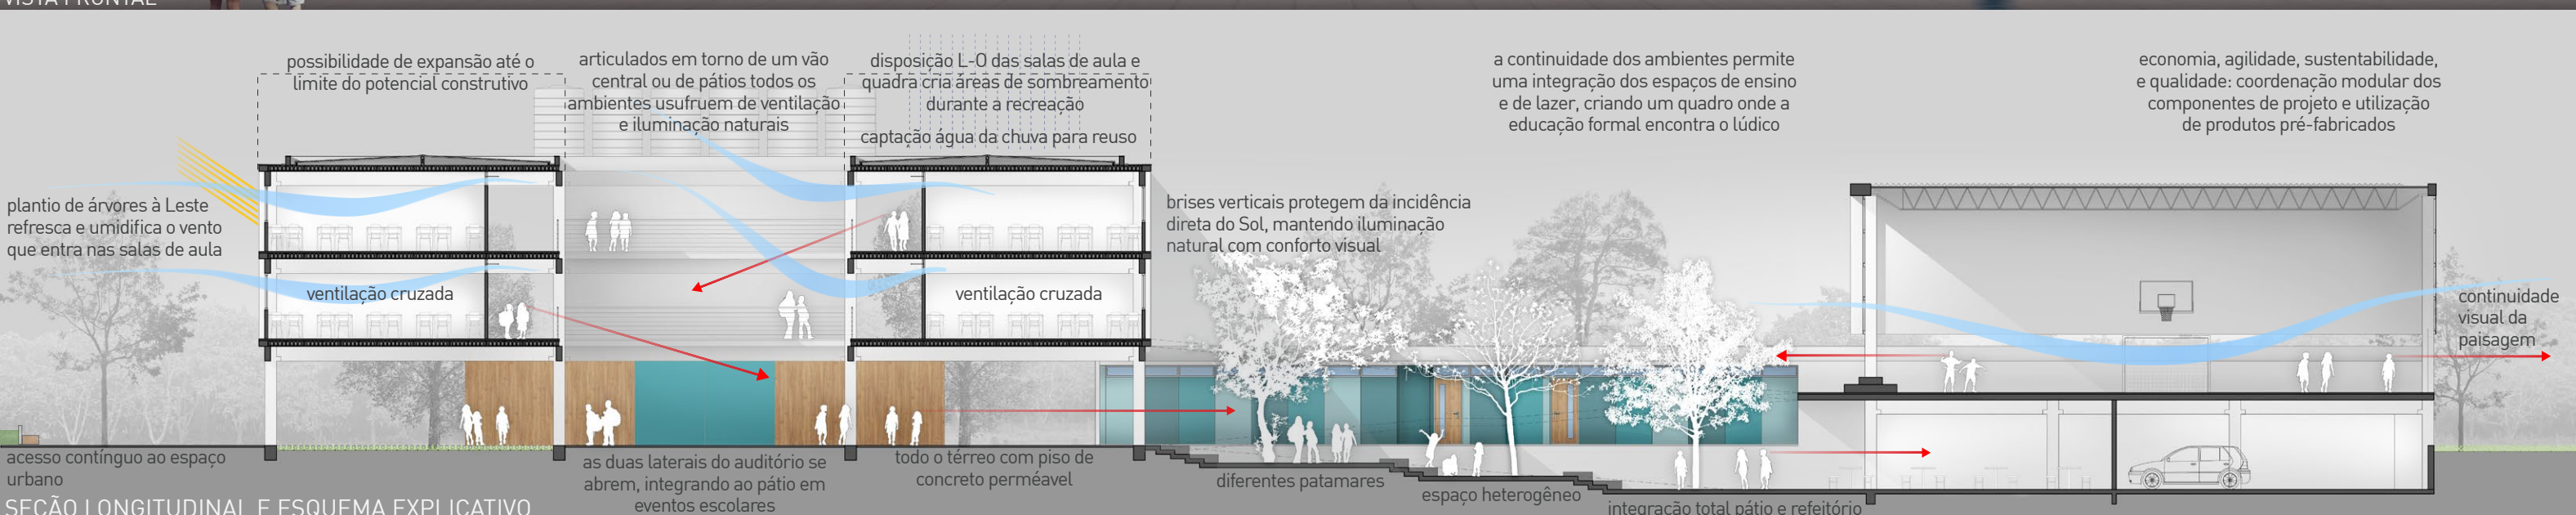 VISTA FRONTAL
possibilidade de expansão até o
limite do potencial construtivo
articulados em torno de um vão
central ou de pátios todos os
ambientes usufruem de ventilação
e iluminação naturais
disposição L-O das salas de aula e
quadra cria áreas de sombreamento
durante a recreação
captação água da chuva para reuso
a continuidade dos ambientes permite
uma integração dos espaços de ensino
e de lazer, criando um quadro onde a
educação formal encontra o lúdico
economia, agilidade, sustentabilidade,
e qualidade: coordenação modular dos
componentes de projeto e utilização
de produtos pré-fabricados
plantio de árvores à Leste
refresca e umidifica o vento
que entra nas salas de aula
brises verticais protegem da incidência
direta do Sol, mantendo iluminação
natural com conforto visual
ventilação cruzada
ventilação cruzada
continuidade
visual da
paisagem
acesso contínguo ao espaço
urbano
as duas laterais do auditório se
abrem, integrando ao pátio em
eventos escolares
todo o térreo com piso de
concreto perméavel
diferentes patamares
espaço heterogêneo
integração total pátio e refeitório
SEÇÃO LONGITUDINAL E ESQUEMA EXPLICATIVO